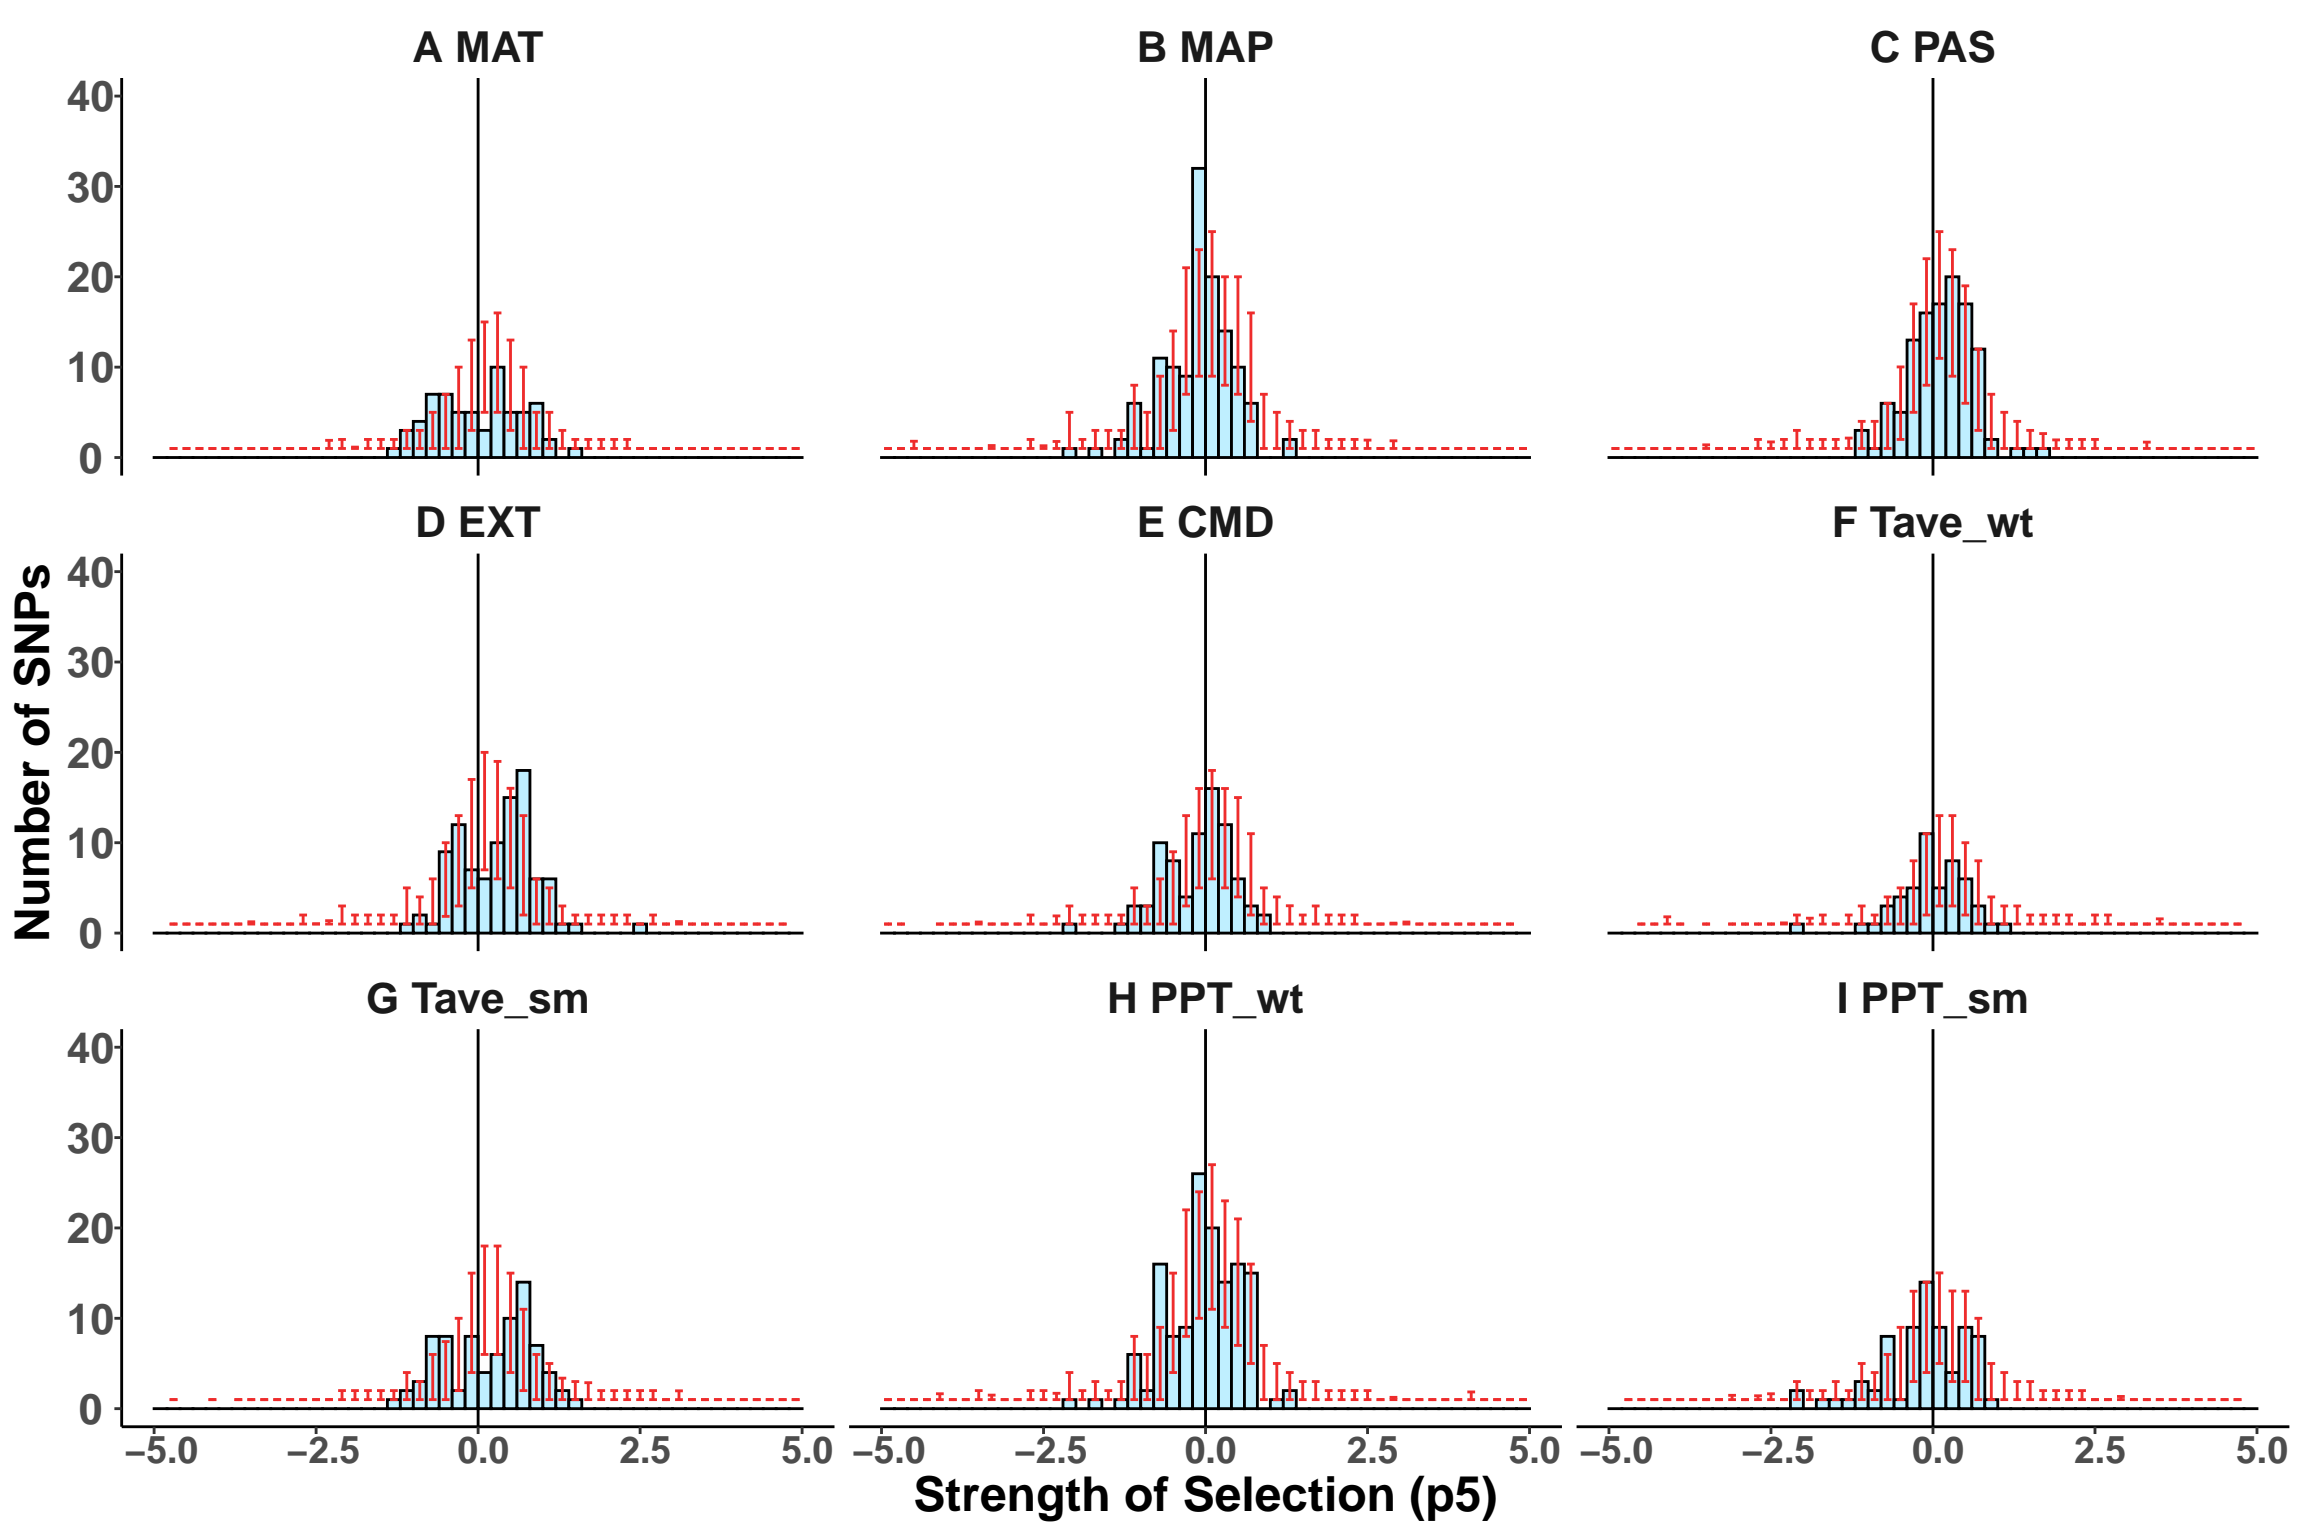 A MAT
B MAP
C PAS
40
30
20
10
0
D EXT
E CMD
F Tave_wt
Number of SNPs
40
30
20
10
0
G Tave_sm
H PPT_wt
I PPT_sm
40
30
20
10
0
−5.0 −2.5 0.0 2.5 5.0
−5.0 −2.5 0.0 2.5 5.0
−5.0 −2.5 0.0 2.5 5.0
Strength of Selection (p5)